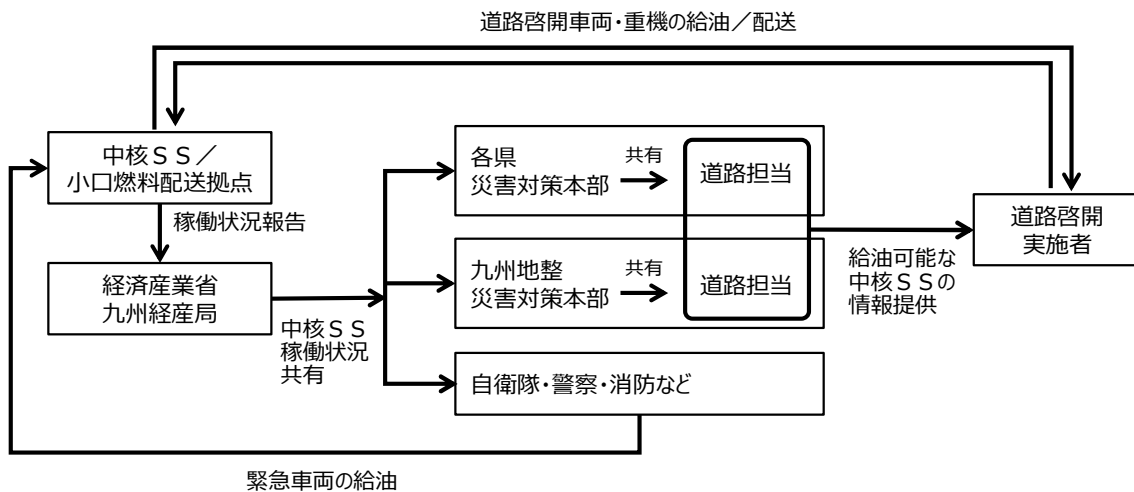 道路啓開車両・重機の給油／配送
中核ＳＳ／
小口燃料配送拠点
稼働状況報告
経済産業省
九州経産局
中核ＳＳ
稼働状況
共有
各県
災害対策本部
共有
道路担当
九州地整
災害対策本部
共有
道路担当
自衛隊・警察・消防など
給油可能な
中核ＳＳの
情報提供
道路啓開
実施者
緊急車両の給油